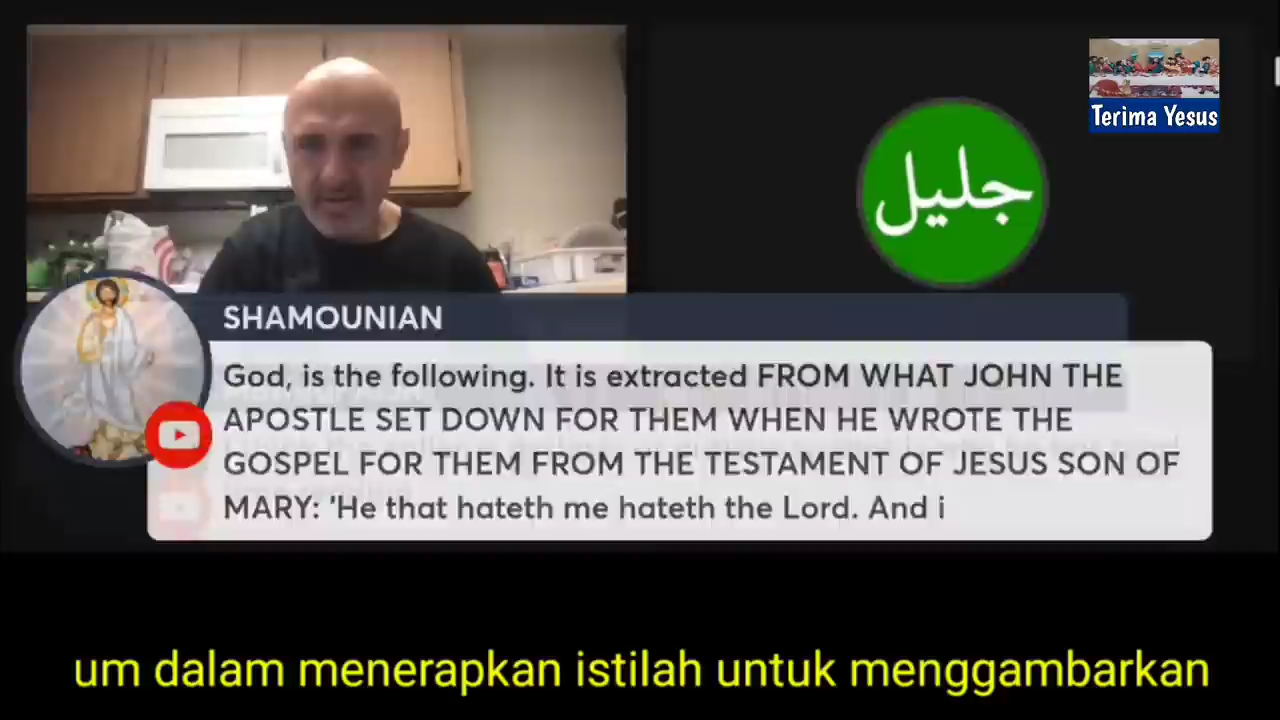 Terima Yesus
جليل
SHAMOUNIAN
God, is the following. It is extracted FROM WHAT JOHN THE
APOSTLE SET DOWN FOR THEM WHEN HE WROTE THE
GOSPEL FOR THEM FROM THE TESTAMENT OF JESUS SON OF
MARY: 'He that hateth me hateth the Lord. And i
um dalam menerapkan istilah untuk menggambarkan